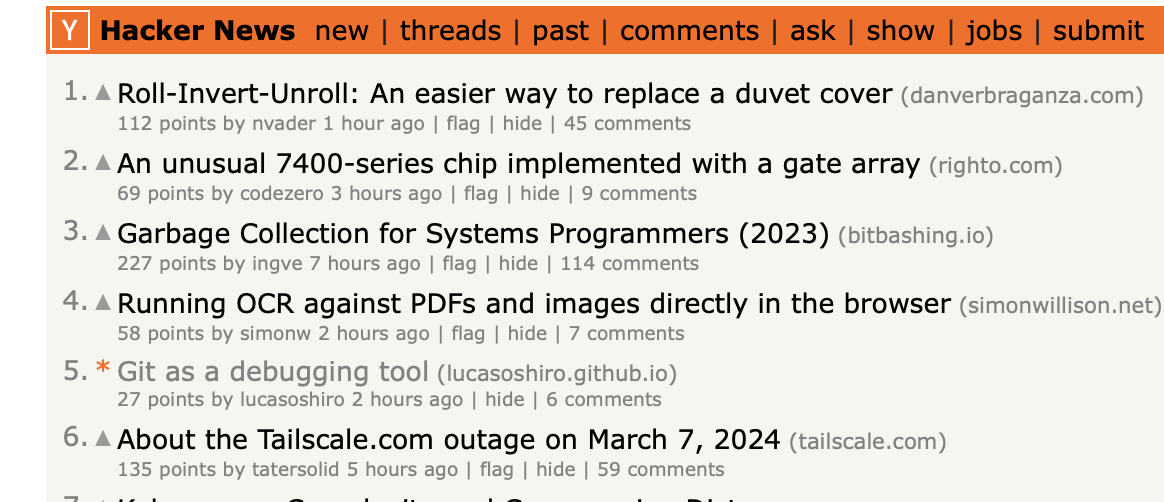 Y Hacker News new | threads | past | comments | ask | show | jobs | submit
1. ▲ Roll-Invert-Unroll: An easier way to replace a duvet cover (danverbraganza.com)
112 points by nvader 1 hour ago | flag | hide | 45 comments
2. ▲ An unusual 7400-series chip implemented with a gate array (righto.com)
69 points by codezero 3 hours ago | flag | hide | 9 comments
3. ▲ Garbage Collection for Systems Programmers (2023) (bitbashing.io)
227 points by ingve 7 hours ago | flag | hide | 114 comments
4. ▲ Running OCR against PDFs and images directly in the browser (simonwillison.net)
58 points by simonw 2 hours ago | flag | hide | 7 comments
5. * Git as a debugging tool (lucasoshiro.github.io)
27 points by lucasoshiro 2 hours ago | hide | 6 comments
6. ▲ About the Tailscale.com outage on March 7, 2024 (tailscale.com)
135 points by tatersolid 5 hours ago | flag | hide | 59 comments